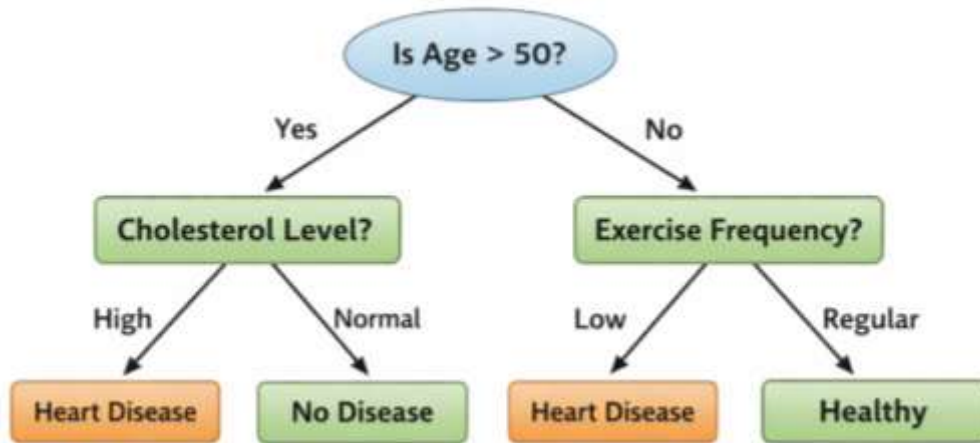 Is Age > 50?
Yes
No
Cholesterol Level?
Exercise Frequency?
High
Normal
Low
Regular
Heart Disease
No Disease
Heart Disease
Healthy